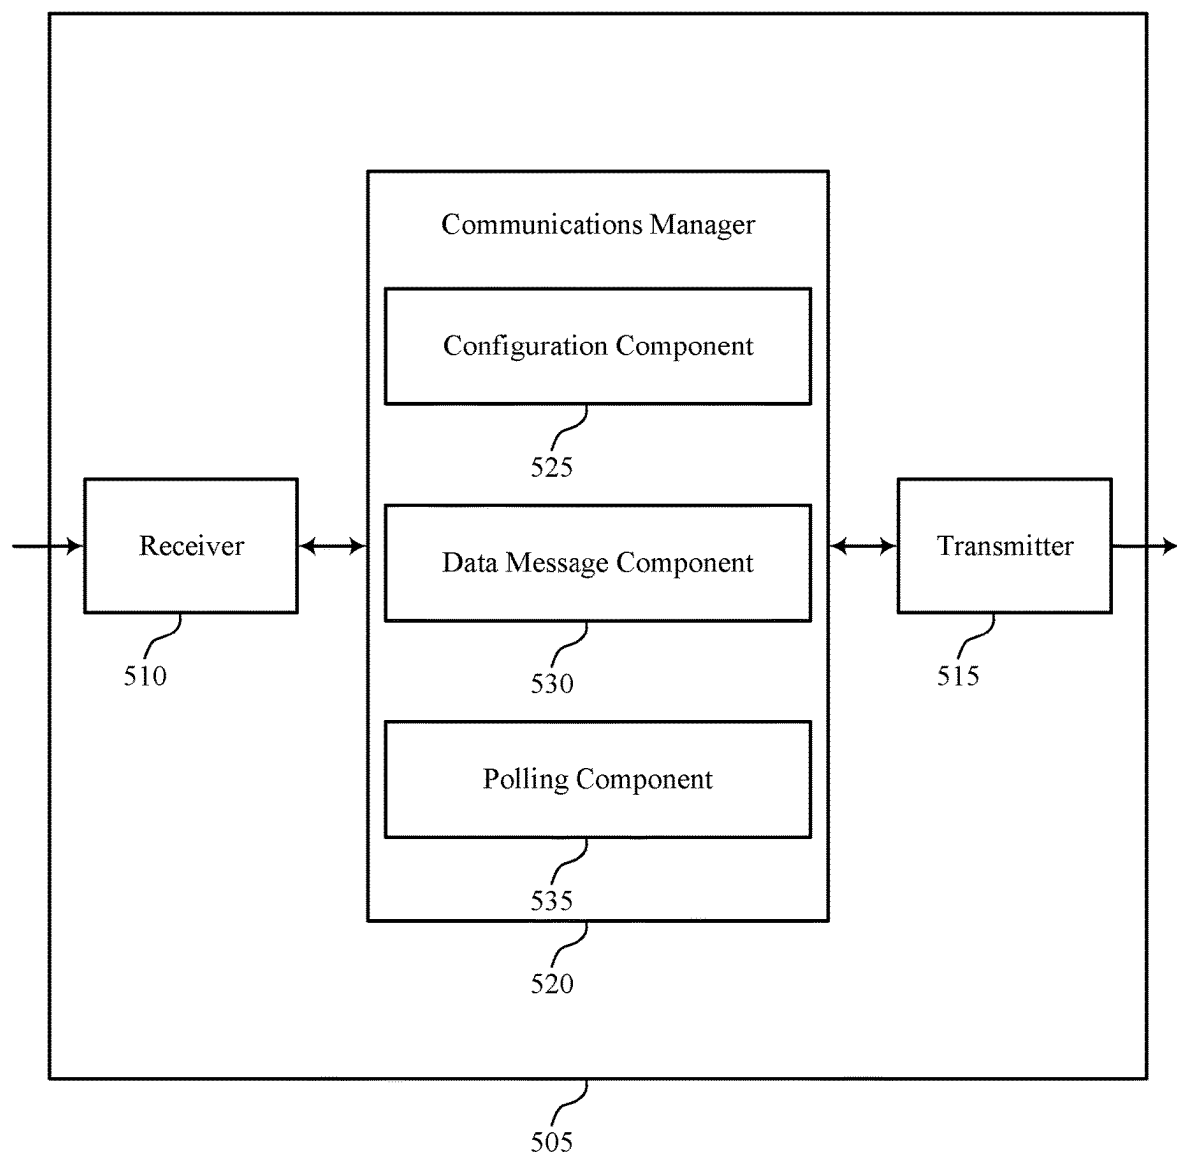 Communications Manager
Configuration Component
525
Receiver
510
Data Message Component
530
Transmitter
515
Polling Component
535
520
505